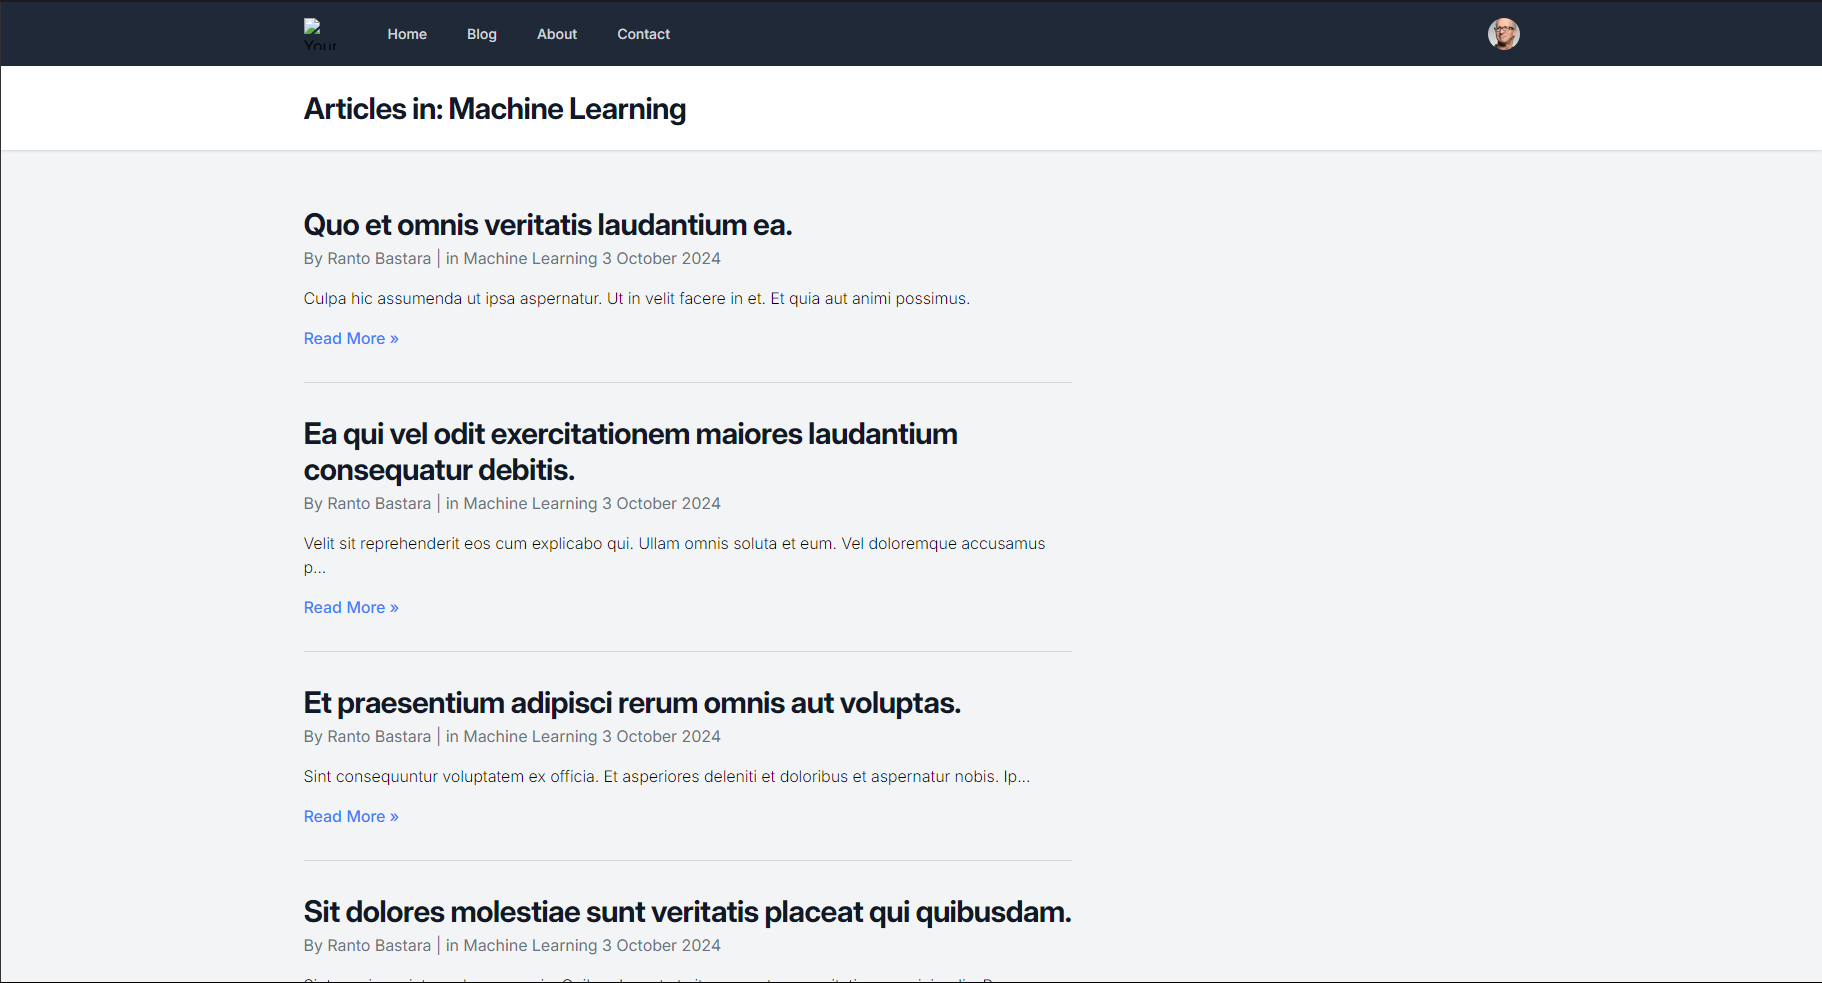 Your
Home
Blog
About
Contact
Articles in: Machine Learning
Quo et omnis veritatis laudantium ea.
By Ranto Bastara | in Machine Learning 3 October 2024
Culpa hic assumenda ut ipsa aspernatur. Ut in velit facere in et. Et quia aut animi possimus.
Read More »
Ea qui vel odit exercitationem maiores laudantium
consequatur debitis.
By Ranto Bastara | in Machine Learning 3 October 2024
Velit sit reprehenderit eos cum explicabo qui. Ullam omnis soluta et eum. Vel doloremque accusamus
p...
Read More »
Et praesentium adipisci rerum omnis aut voluptas.
By Ranto Bastara | in Machine Learning 3 October 2024
Sint consequuntur voluptatem ex officia. Et asperiores deleniti et doloribus et aspernatur nobis. Ip...
Read More »
Sit dolores molestiae sunt veritatis placeat qui quibusdam.
By Ranto Bastara | in Machine Learning 3 October 2024